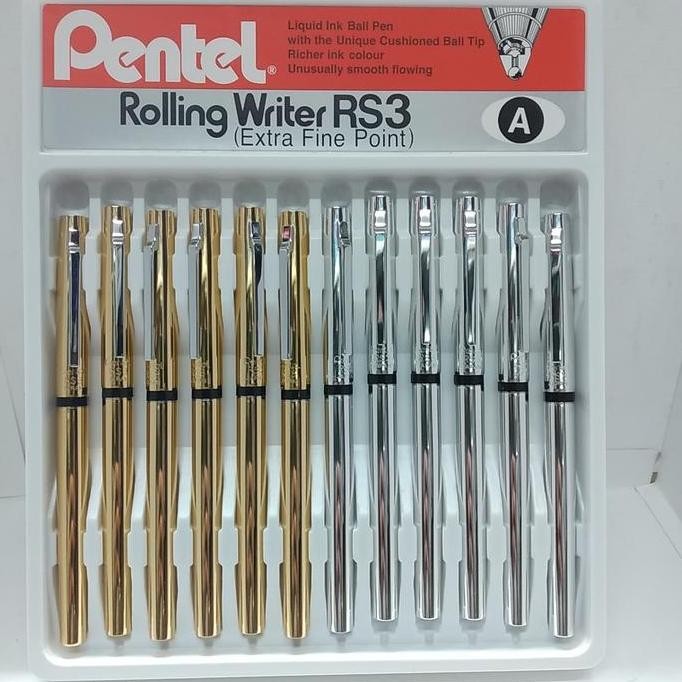 Pentel®
Liquid Ink Ball Pen
with the Unique Cushioned Ball Tip
Richer ink colour
Unusually smooth flowing
Rolling Writer RS3
(Extra Fine Point)
A